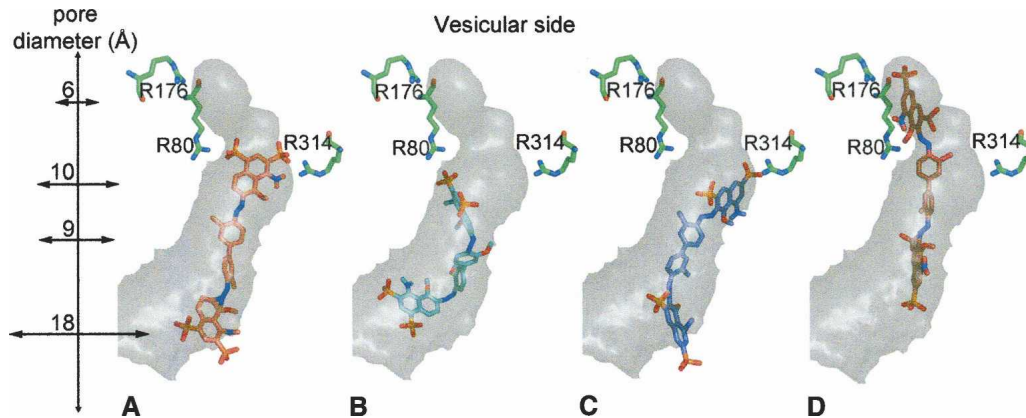 pore
diameter (Å)
Vesicular side
6
10
9
18
R176
R80
R314
R176
R80
R314
R176
R80
R314
R176
R80
R314
A
B
C
D